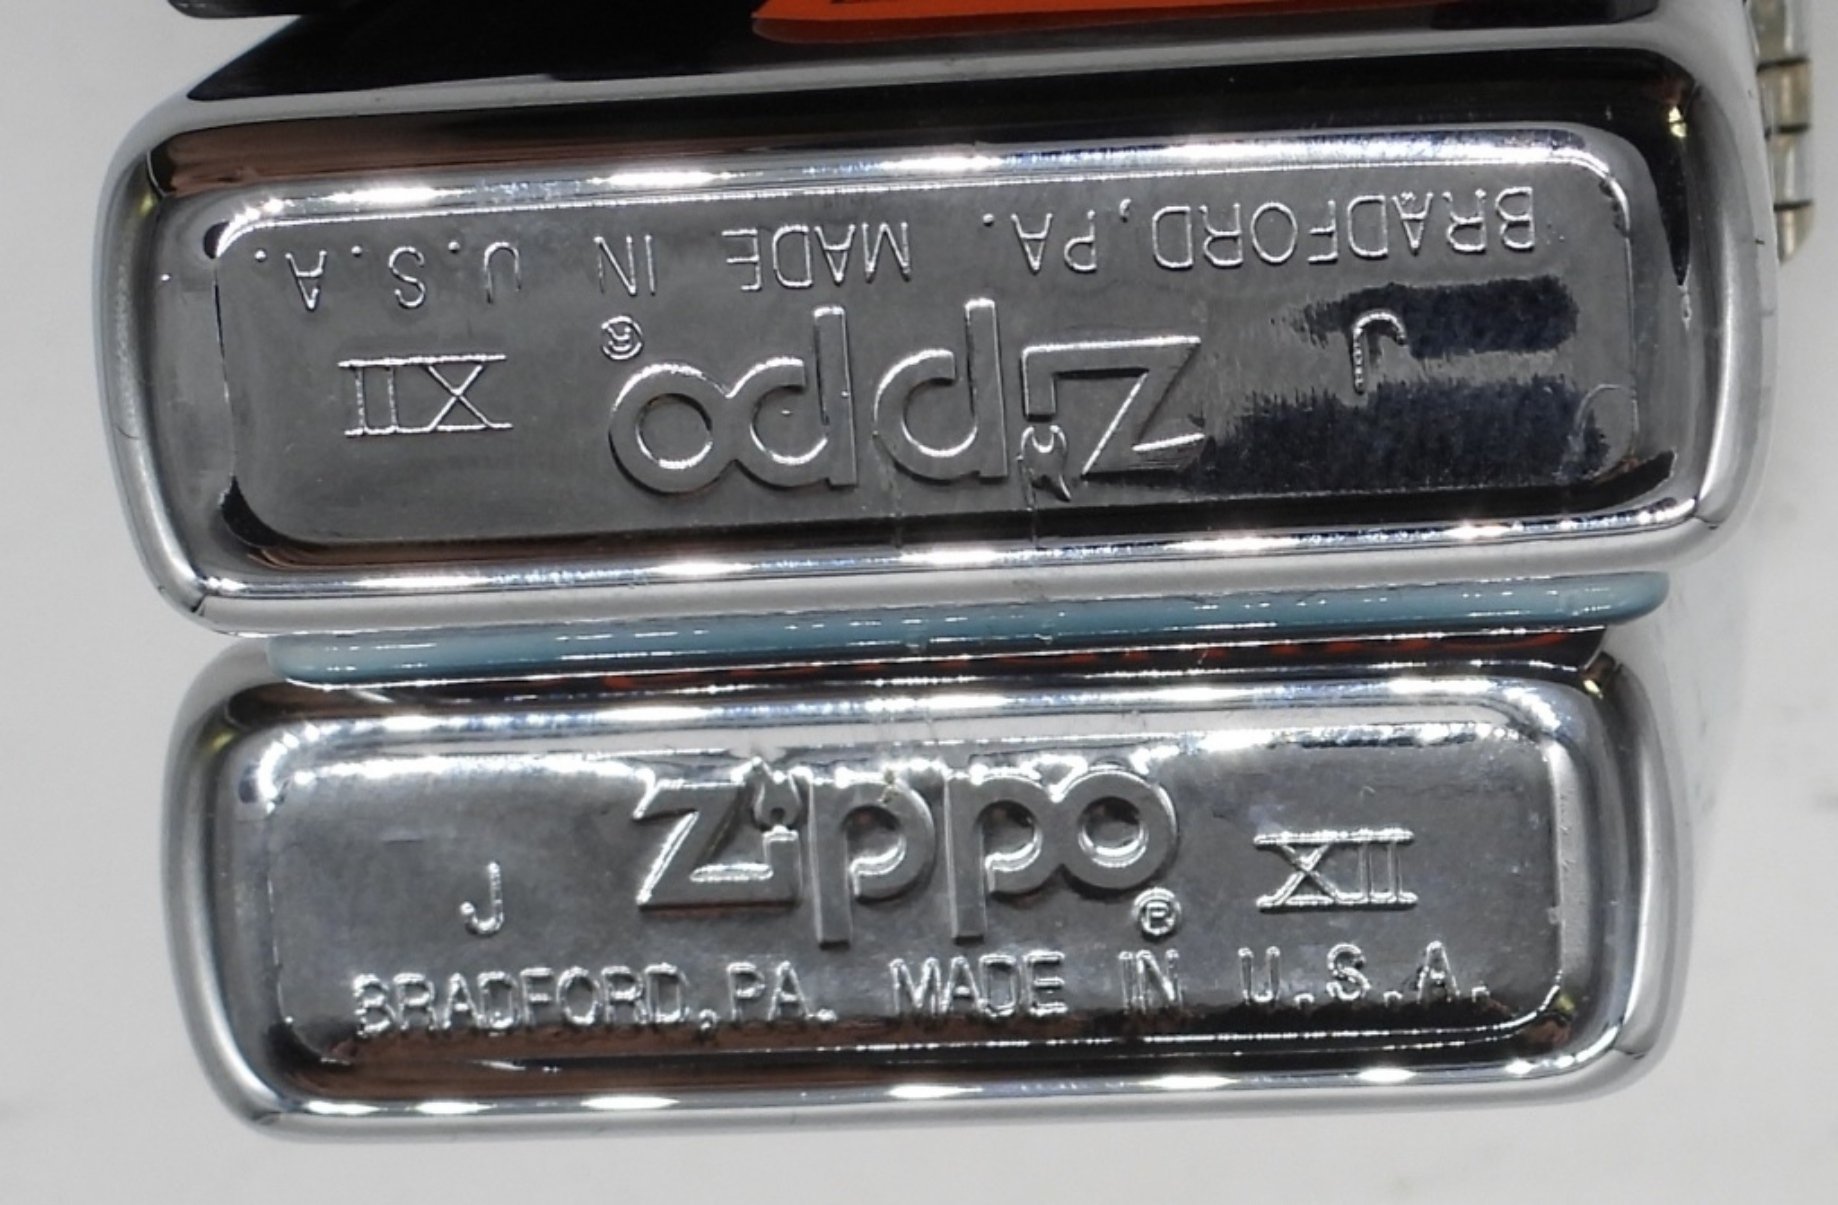 BRADFORD, PA. MADE IN U.S.A.
J Zippo® XII
J Zippo® XII
BRADFORD, PA. MADE IN U.S.A.